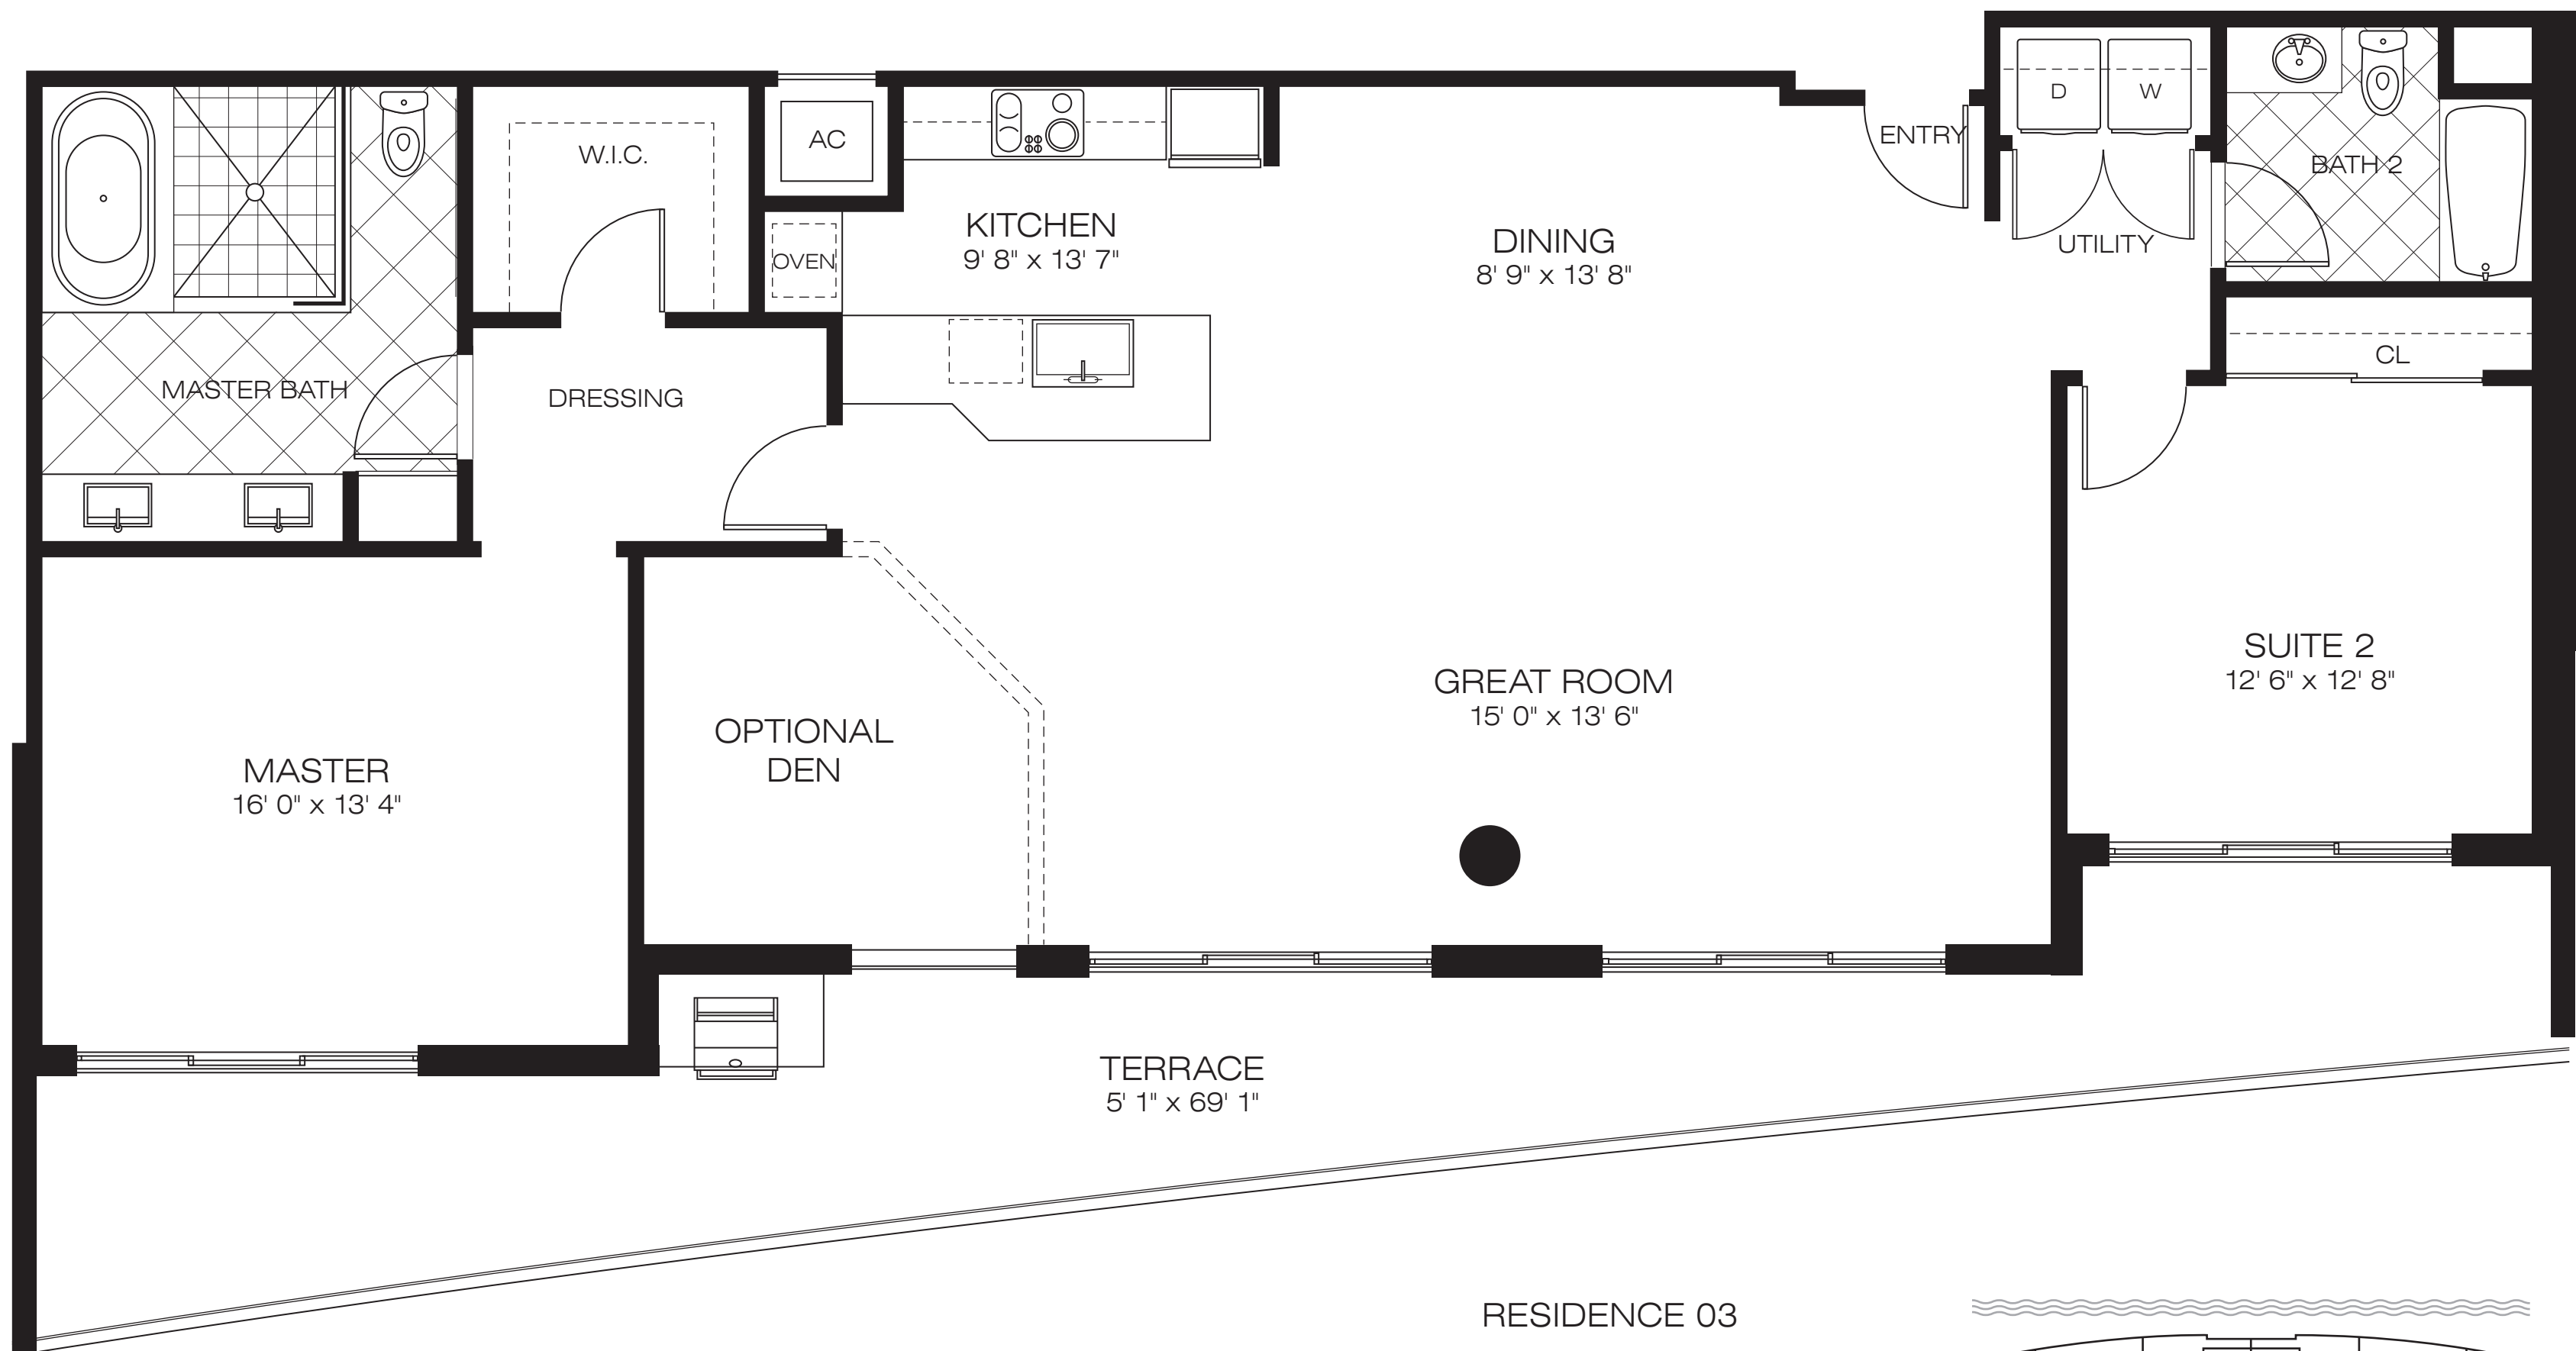 D
W
ENTRY
AC
W.I.C.
BATH 2
KITCHEN
9' 8" x 13' 7"
DINING
8' 9" x 13' 8"
UTILITY
OVEN
CL
MASTER BATH
DRESSING
SUITE 2
12' 6" x 12' 8"
GREAT ROOM
15' 0" x 13' 6"
OPTIONAL
DEN
MASTER
16' 0" x 13' 4"
TERRACE
5' 1" x 69' 1"
RESIDENCE 03